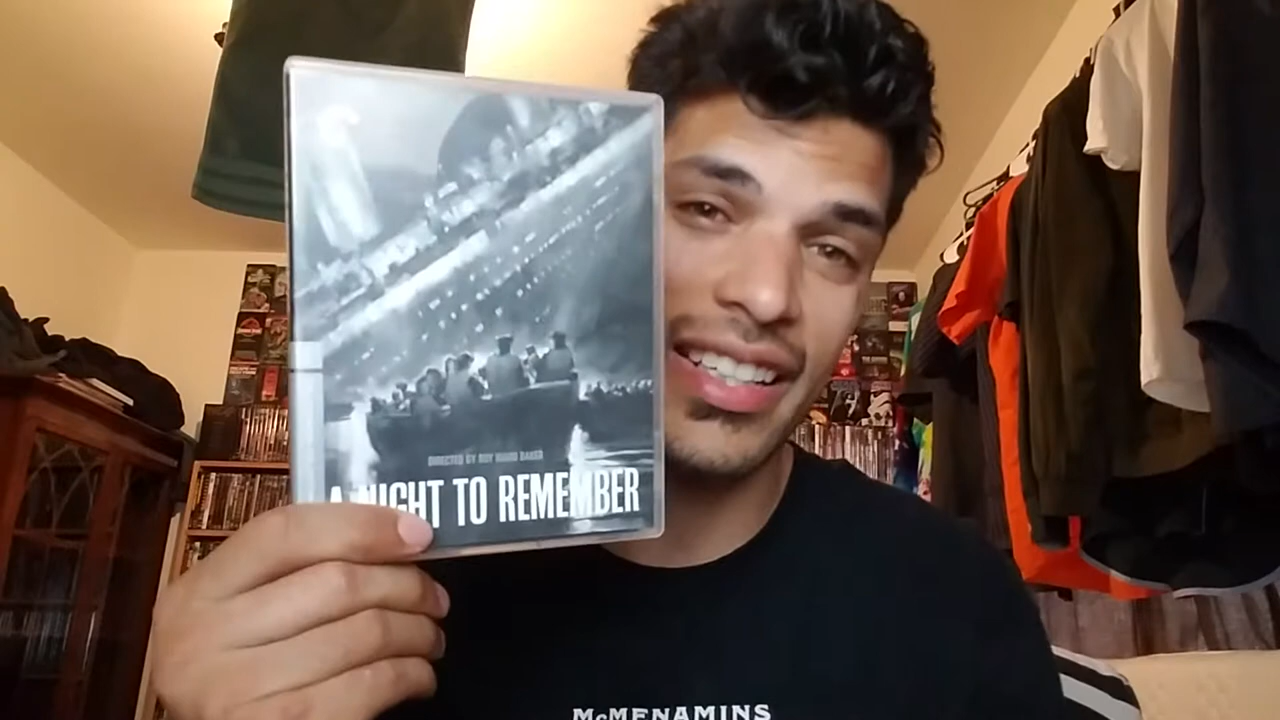 DIRECTED BY ROY WARD BAKER
A NIGHT TO REMEMBER
McMENAMINS